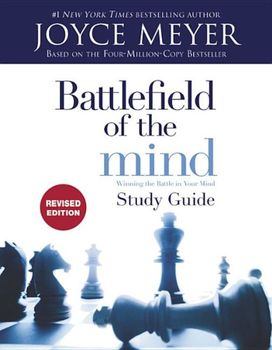 #1 New York Times BESTSELLING AUTHOR
JOYCE MEYER
BASED ON THE FOUR-MILLION-COPY BESTSELLER
Battlefield
of the
mind
Winning the Battle in Your Mind
Study Guide
REVISED
EDITION